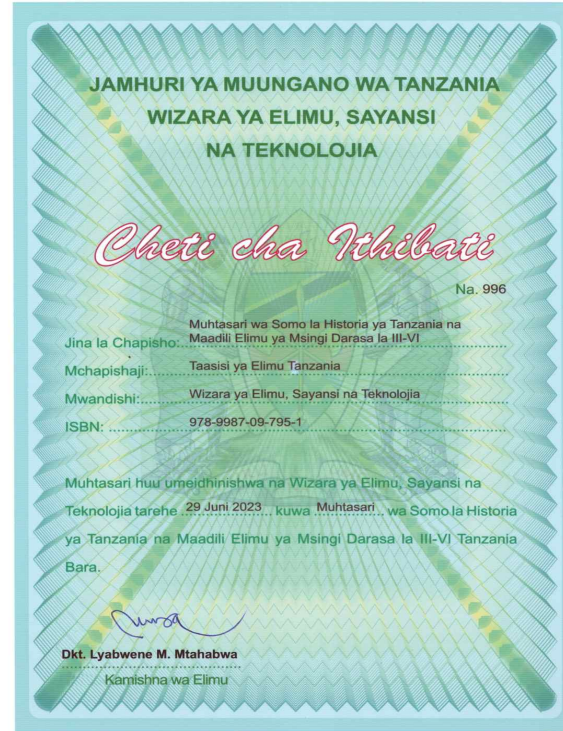 JAMHURI YA MUUNGANO WA TANZANIA
WIZARA YA ELIMU, SAYANSI
NA TEKNOLOJIA
Cheti cha Ithibati
Na. 996
Jina la Chapisho: Muhtasari wa Somo la Historia ya Tanzania na
Maadili Elimu ya Msingi Darasa la III-VI
Mchapishaji: Taasisi ya Elimu Tanzania
Mwandishi: Wizara ya Elimu, Sayansi na Teknolojia
ISBN: 978-9987-09-795-1
Muhtasari huu umeidhinishwa na Wizara ya Elimu, Sayansi na
Teknolojia tarehe 29 Juni 2023 kuwa Muhtasari wa Somo la Historia
ya Tanzania na Maadili Elimu ya Msingi Darasa la III-VI Tanzania
Bara.
Dkt. Lyabwene M. Mtahabwa
Kamishna wa Elimu